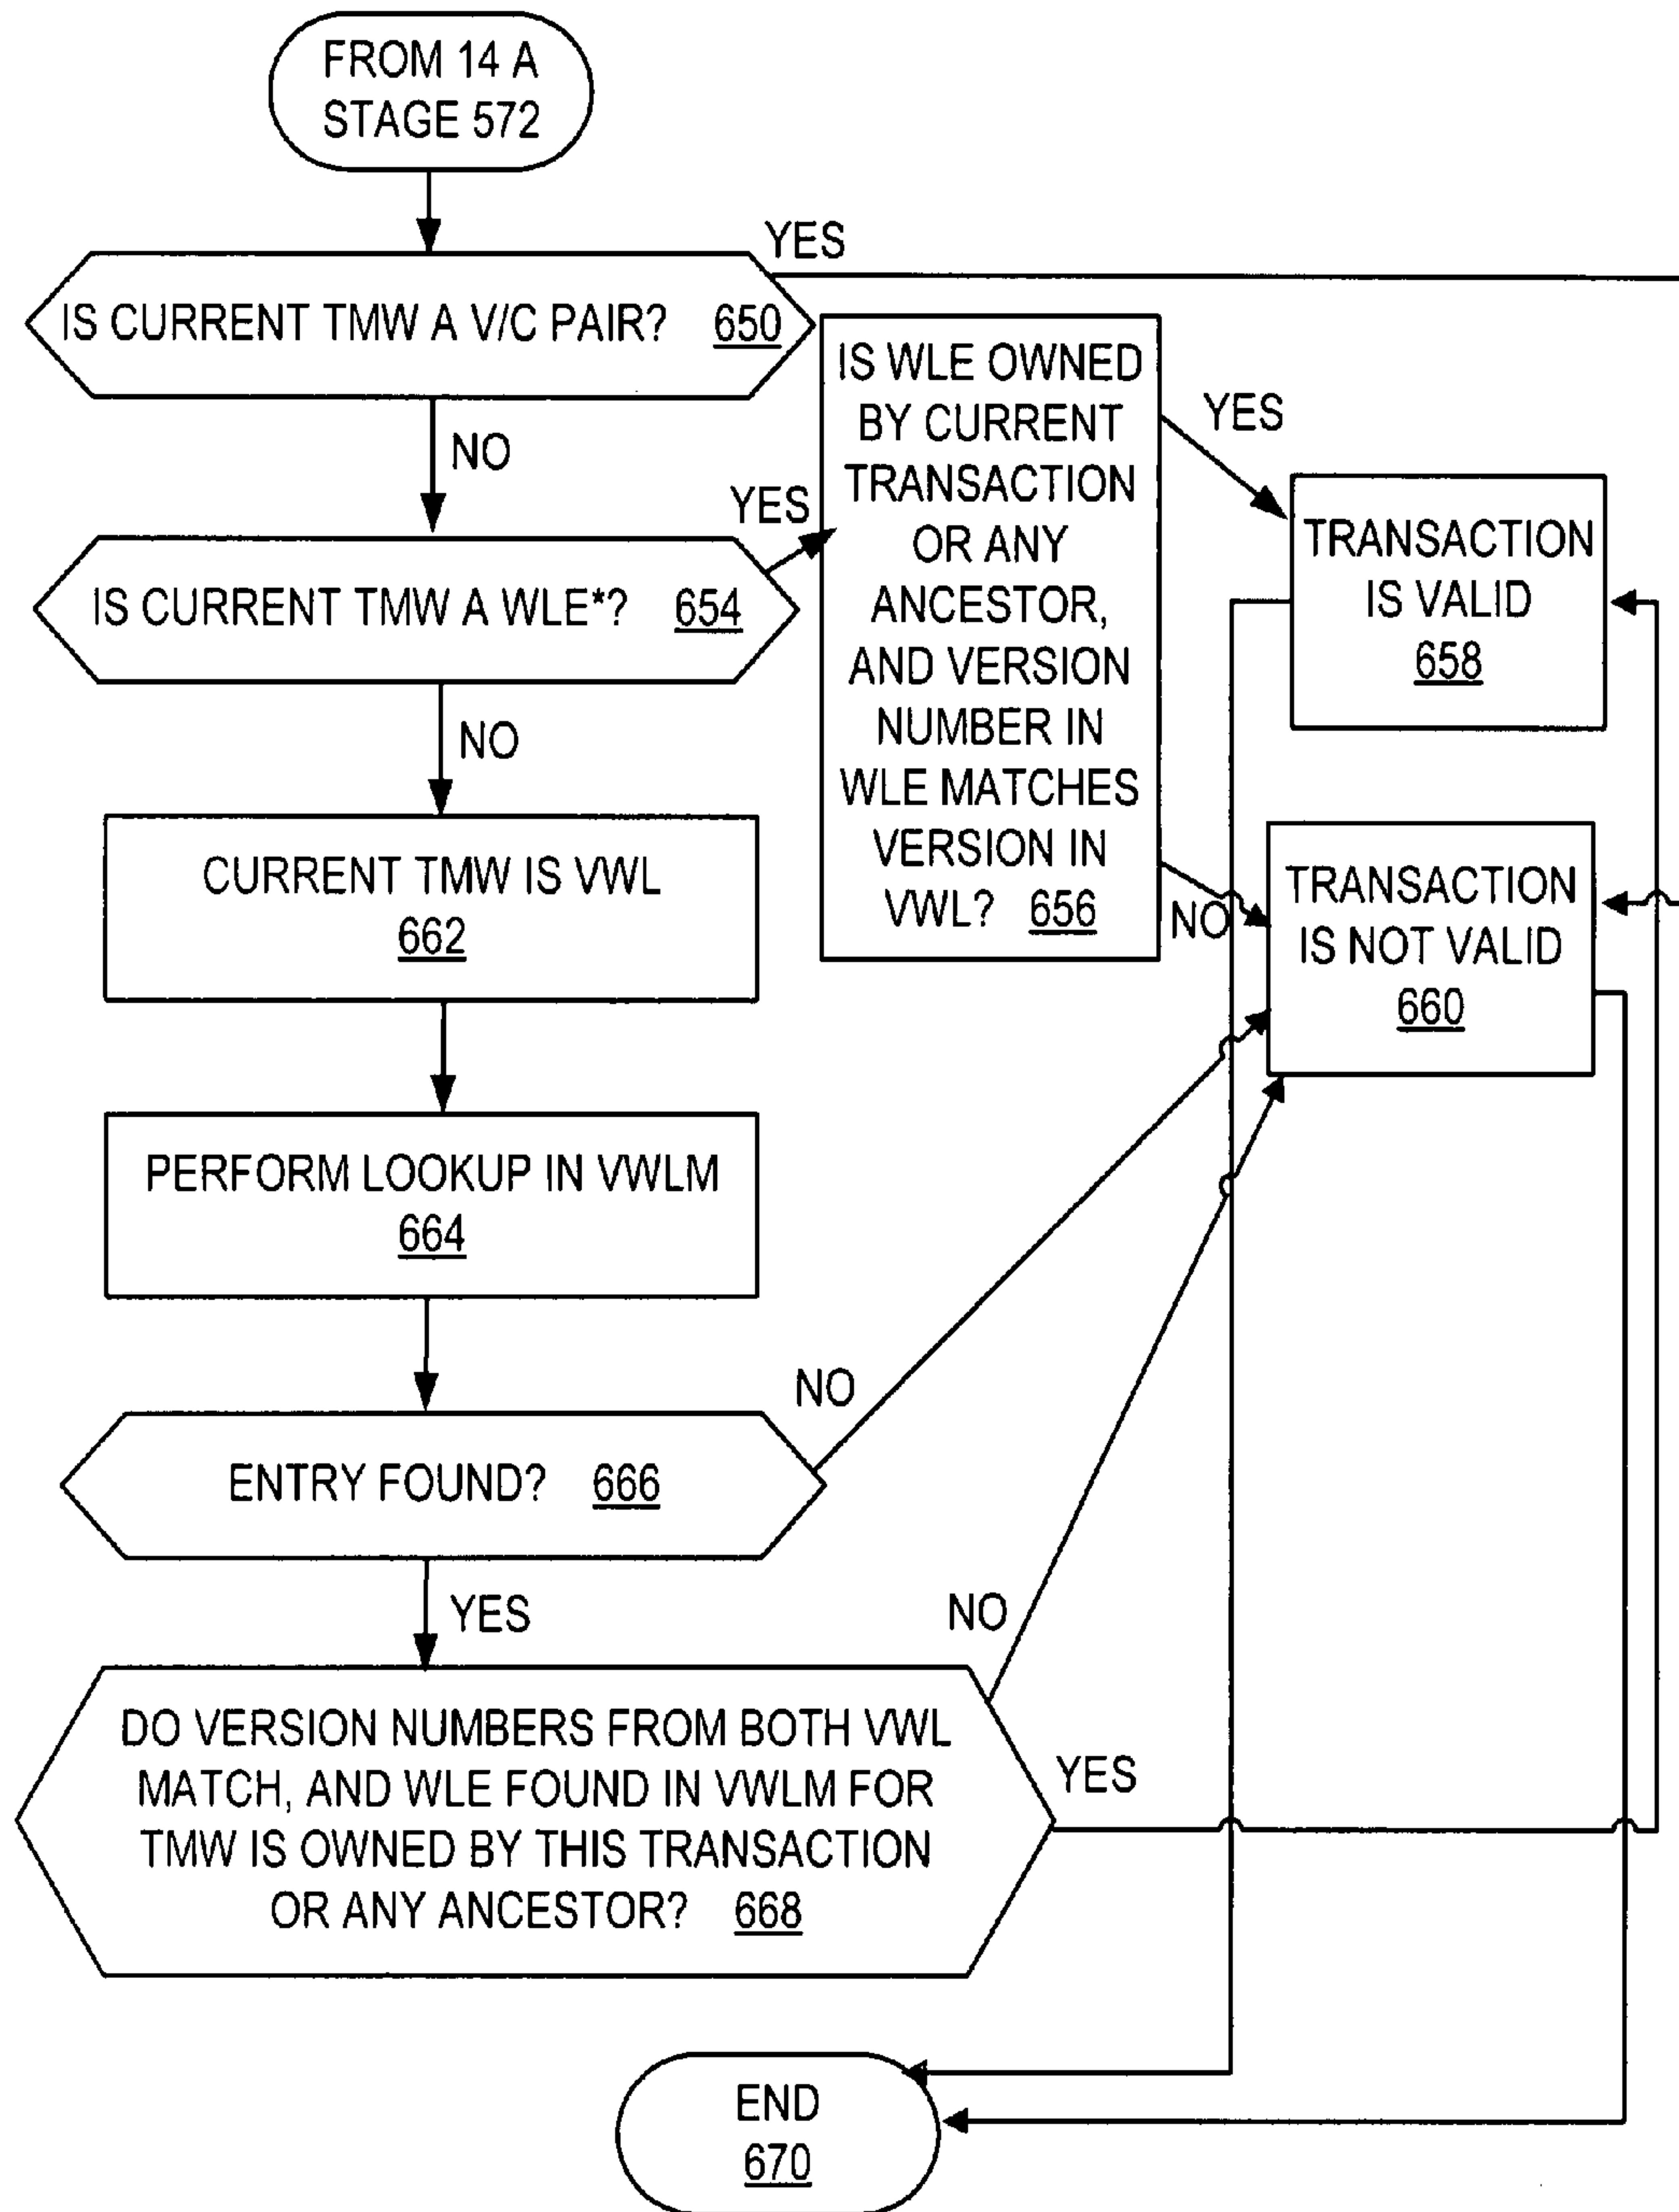 FROM 14 A
STAGE 572
YES
IS CURRENT TMW A V/C PAIR? 650
NO
IS CURRENT TMW A WLE*? 654
YES
IS WLE OWNED
BY CURRENT
TRANSACTION
OR ANY
ANCESTOR,
AND VERSION
NUMBER IN
WLE MATCHES
VERSION IN
VWL? 656
YES
TRANSACTION
IS VALID
658
NO
TRANSACTION
IS NOT VALID
660
NO
CURRENT TMW IS VWL
662
PERFORM LOOKUP IN VWLM
664
ENTRY FOUND? 666
NO
YES
DO VERSION NUMBERS FROM BOTH VWL
MATCH, AND WLE FOUND IN VWLM FOR
TMW IS OWNED BY THIS TRANSACTION
OR ANY ANCESTOR? 668
NO
YES
END
670